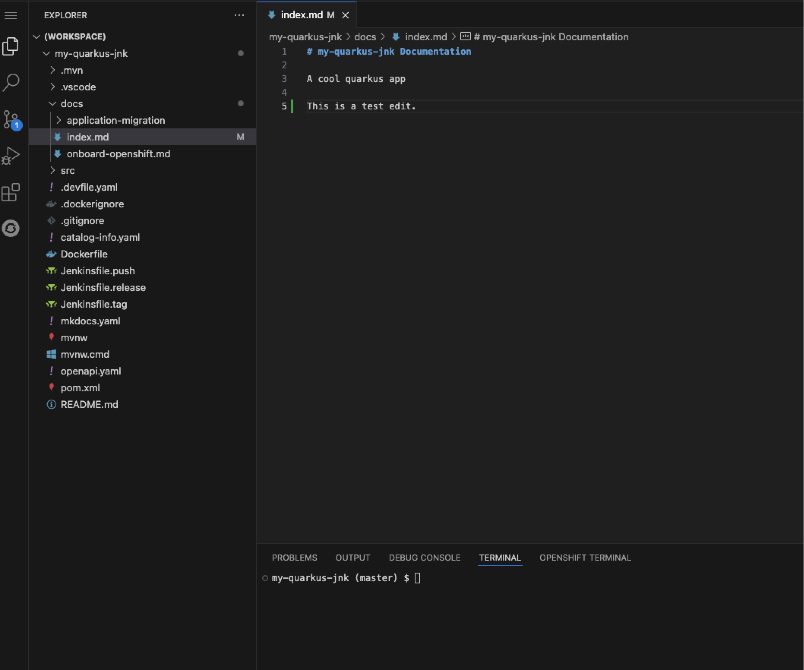 EXPLORER ···
(WORKSPACE)
my-quarkus-jnk
.mvn
.vscode
docs
application-migration
index.md M
onboard-openshift.md
src
.devfile.yaml
.dockerignore
.gitignore
catalog-info.yaml
Dockerfile
Jenkinsfile.push
Jenkinsfile.release
Jenkinsfile.tag
mkdocs.yaml
mvnw
mvnw.cmd
openapi.yaml
pom.xml
README.md
1
index.md M
my-quarkus-jnk > docs > index.md > # my-quarkus-jnk Documentation
1 # my-quarkus-jnk Documentation
2
3 A cool quarkus app
4
5 This is a test edit.
PROBLEMS OUTPUT DEBUG CONSOLE TERMINAL OPENSHIFT TERMINAL
my-quarkus-jnk (master) $